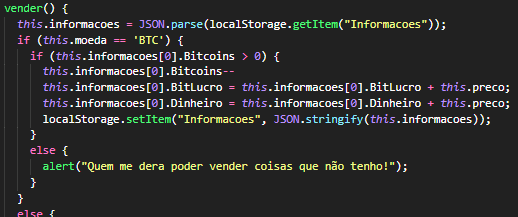 vender() {
this.informacoes = JSON.parse(localStorage.getItem("Informacoes"));
if (this.moeda == 'BTC') {
if (this.informacoes[0].Bitcoins > 0) {
this.informacoes[0].Bitcoins--
this.informacoes[0].BitLucro = this.informacoes[0].BitLucro + this.preco;
this.informacoes[0].Dinheiro = this.informacoes[0].Dinheiro + this.preco;
localStorage.setItem("Informacoes", JSON.stringify(this.informacoes));
}
else {
alert("Quem me dera poder vender coisas que não tenho!");
}
}
else {